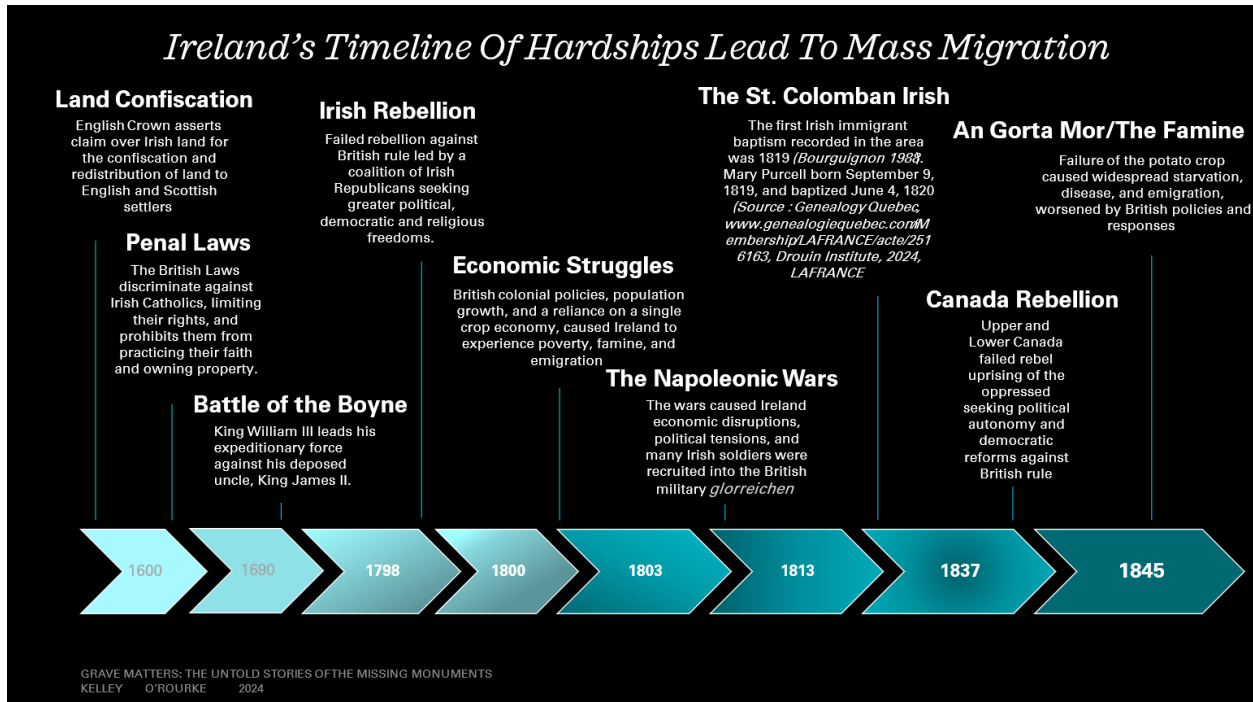 Ireland's Timeline Of Hardships Lead To Mass Migration
Land Confiscation
English Crown asserts
claim over Irish land for
the confiscation and
redistribution of land to
English and Scottish
settlers
Penal Laws
The British Laws
discriminate against
Irish Catholics, limiting
their rights, and
prohibits them from
practicing their faith
and owning property.
Battle of the Boyne
King William III leads his
expeditionary force
against his deposed
uncle, King James II.
Irish Rebellion
Failed rebellion against
British rule led by a
coalition of Irish
Republicans seeking
greater political,
democratic and religious
freedoms.
Economic Struggles
British colonial policies, population
growth, and a reliance on a single
crop economy, caused Ireland to
experience poverty, famine, and
emigration
The Napoleonic Wars
The wars caused Ireland
economic disruptions,
political tensions, and
many Irish soldiers were
recruited into the British
military glorreichen
The St. Colomban Irish
The first Irish immigrant
baptism recorded in the area
was 1819 (Bourguignon 1988).
Mary Purcell born September 9,
1819, and baptized June 4, 1820
(Source : Genealogy Quebec,
www.genealogiequebec.com/M
embership/LAFRANCE/acte/251
6163, Drouin Institute, 2024,
LAFRANCE
Canada Rebellion
Upper and
Lower Canada
failed rebel
uprising of the
oppressed
seeking political
autonomy and
democratic
reforms against
British rule
An Gorta Mor/The Famine
Failure of the potato crop
caused widespread starvation,
disease, and emigration,
worsened by British policies and
responses
1600
1690
1798
1800
1803
1813
1837
1845
GRAVE MATTERS: THE UNTOLD STORIES OF THE MISSING MONUMENTS
KELLEY O'ROURKE 2024